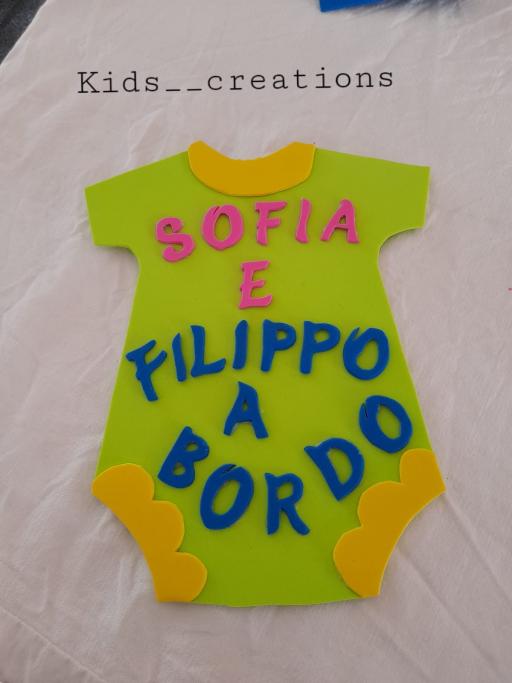 Kids__creations
SOFIA
E
FILIPPO
A
BORDO